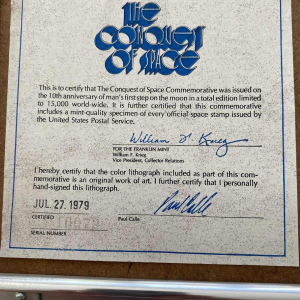 The
Conquest
of Space
This is to certify that The Conquest of Space Commemorative was issued on
the 10th anniversary of man's first step on the moon in a total edition limited
to 15,000 world-wide. It is further certified that this commemorative
includes a mint-quality specimen of every official space stamp issued by
the United States Postal Service.
William F. Krieg
FOR THE FRANKLIN MINT
William F. Krieg
Vice President, Collector Relations
I hereby certify that the color lithograph included as part of this com-
memorative is an original work of art. I further certify that I personally
hand-signed this lithograph.
JUL. 27. 1979
Paul Calle
CERTIFIED
Paul Calle
SERIAL NUMBER